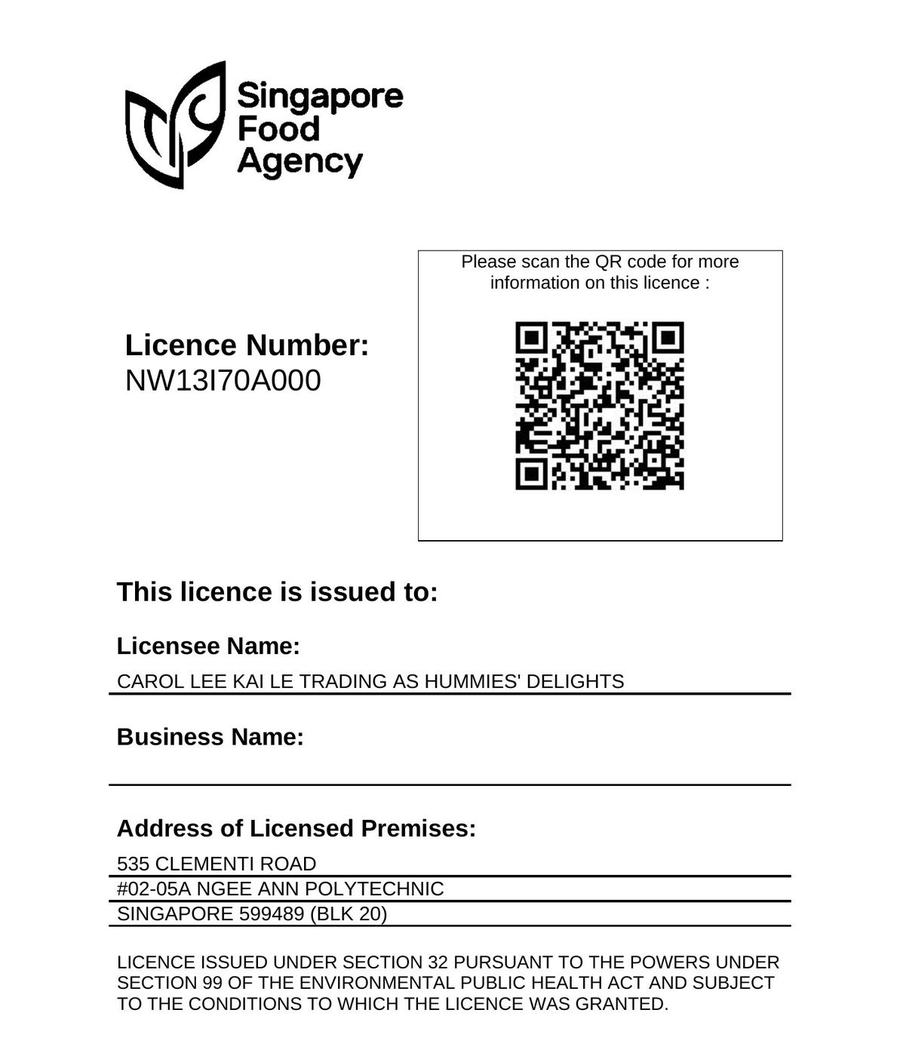 Singapore
Food
Agency
Please scan the QR code for more
information on this licence :
Licence Number:
NW13I70A000
This licence is issued to:
Licensee Name:
CAROL LEE KAI LE TRADING AS HUMMIES' DELIGHTS
Business Name:
Address of Licensed Premises:
535 CLEMENTI ROAD
#02-05A NGEE ANN POLYTECHNIC
SINGAPORE 599489 (BLK 20)
LICENCE ISSUED UNDER SECTION 32 PURSUANT TO THE POWERS UNDER
SECTION 99 OF THE ENVIRONMENTAL PUBLIC HEALTH ACT AND SUBJECT
TO THE CONDITIONS TO WHICH THE LICENCE WAS GRANTED.